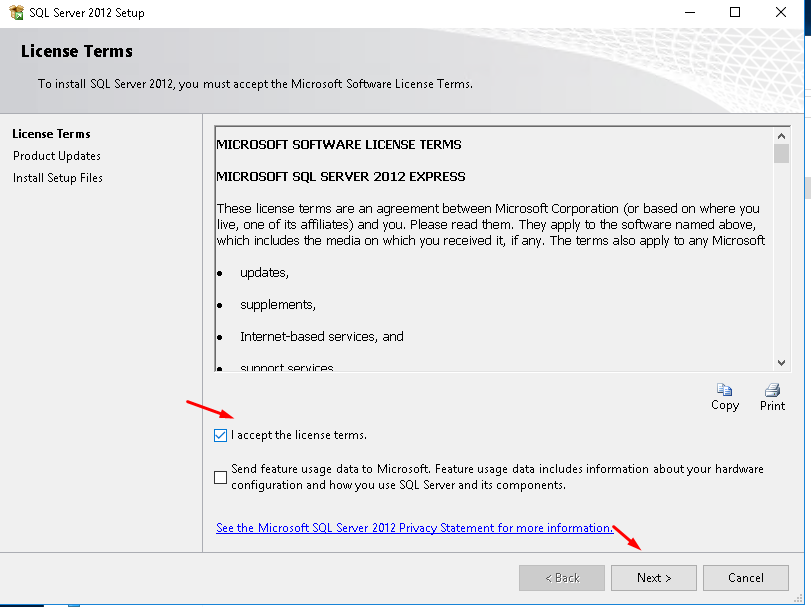 SQL Server 2012 Setup
License Terms
To install SQL Server 2012, you must accept the Microsoft Software License Terms.
License Terms
Product Updates
Install Setup Files
MICROSOFT SOFTWARE LICENSE TERMS
MICROSOFT SQL SERVER 2012 EXPRESS
These license terms are an agreement between Microsoft Corporation (or based on where you
live, one of its affiliates) and you. Please read them. They apply to the software named above,
which includes the media on which you received it, if any. The terms also apply to any Microsoft
• updates,
• supplements,
• Internet-based services, and
• support services
Copy
Print
I accept the license terms.
Send feature usage data to Microsoft. Feature usage data includes information about your hardware
configuration and how you use SQL Server and its components.
See the Microsoft SQL Server 2012 Privacy Statement for more information.
< Back
Next >
Cancel